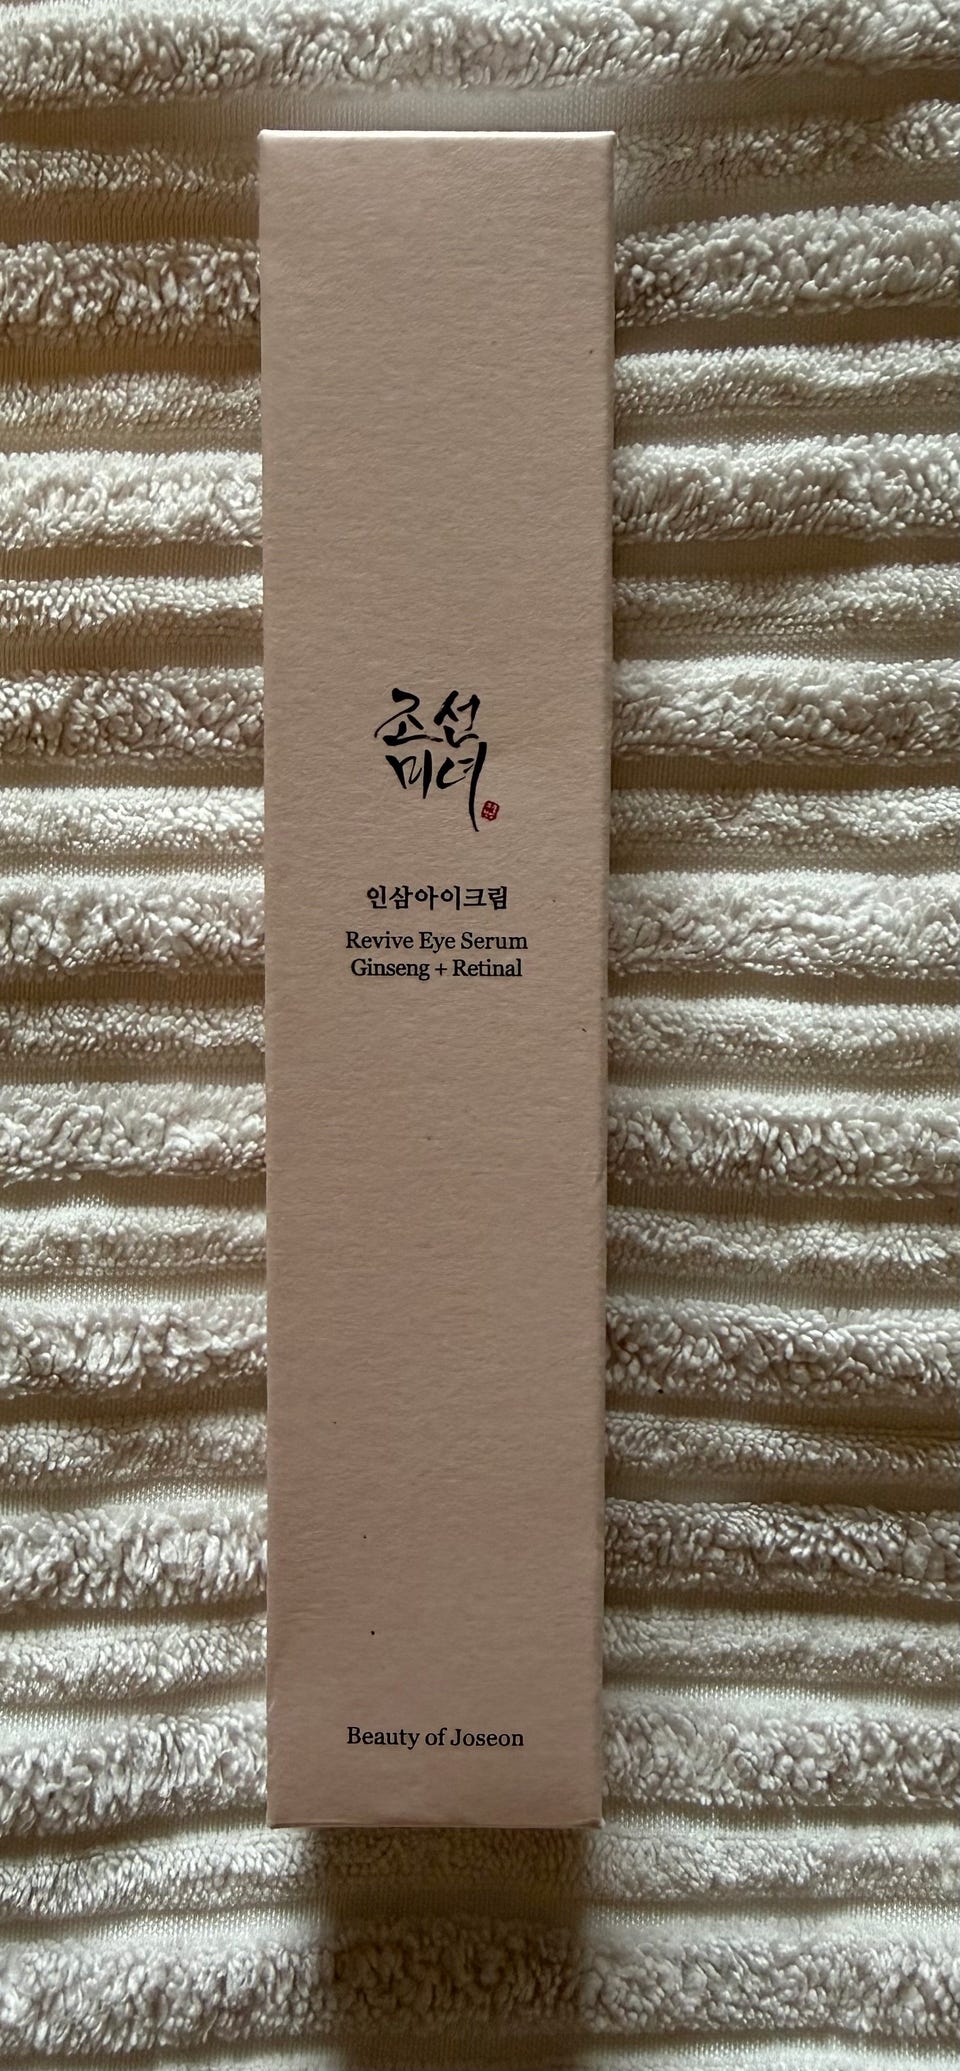 조선
미녀
인삼아이크림
Revive Eye Serum
Ginseng + Retinal
Beauty of Joseon